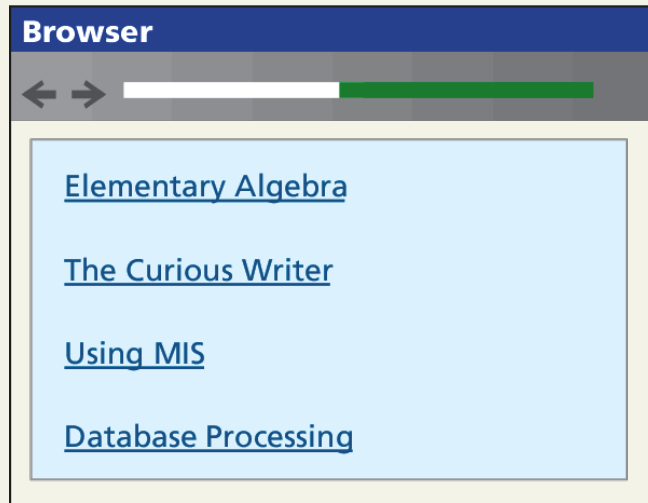 Browser
Elementary Algebra
The Curious Writer
Using MIS
Database Processing